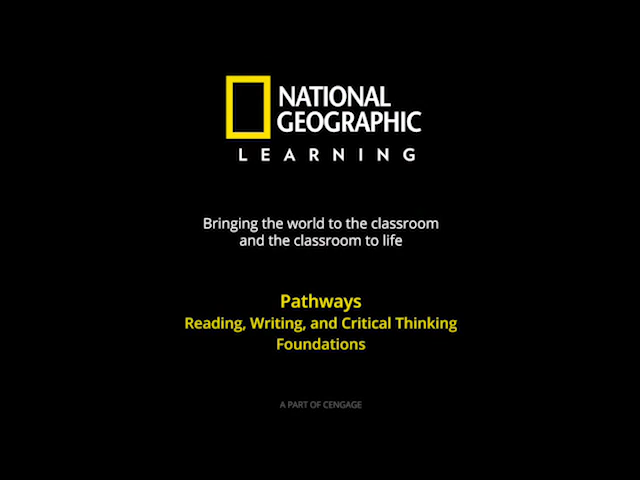 NATIONAL
GEOGRAPHIC
LEARNING
Bringing the world to the classroom
and the classroom to life
Pathways
Reading, Writing, and Critical Thinking
Foundations
A PART OF CENGAGE